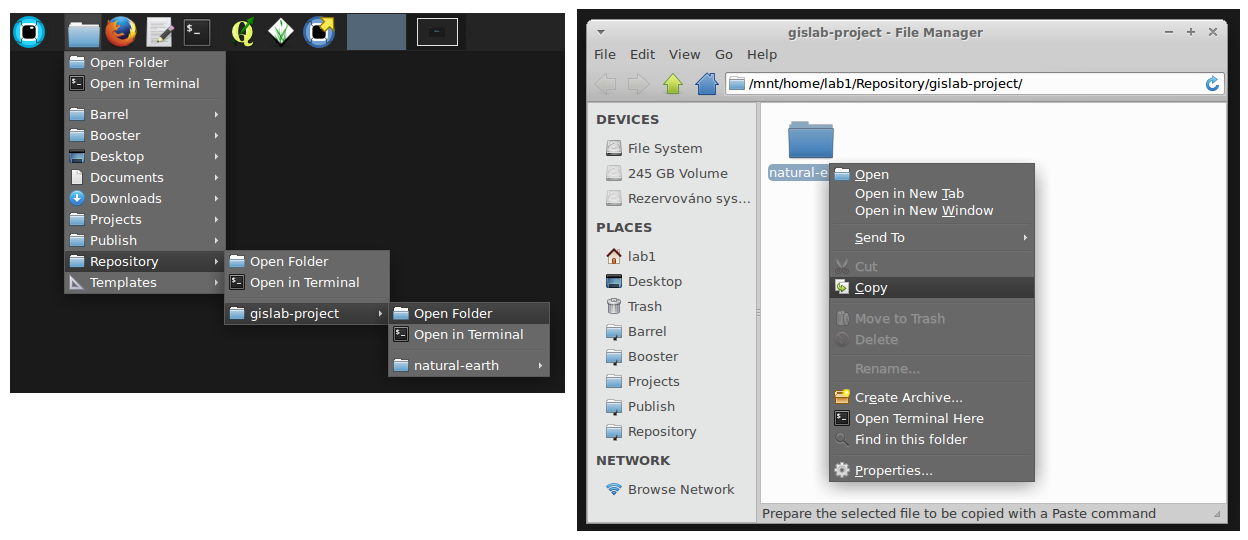 Open Folder
Open in Terminal
Barrel
Booster
Desktop
Documents
Downloads
Projects
Publish
Repository
Templates
Open Folder
Open in Terminal
gislab-project
Open Folder
Open in Terminal
natural-earth
gislab-project - File Manager
File Edit View Go Help
/mnt/home/lab1/Repository/gislab-project/
DEVICES
File System
245 GB Volume
Rezervováno sys...
PLACES
lab1
Desktop
Trash
Barrel
Booster
Projects
Publish
Repository
NETWORK
Browse Network
natural-e
Open
Open in New Tab
Open in New Window
Send To
Cut
Copy
Move to Trash
Delete
Rename...
Create Archive...
Open Terminal Here
Find in this folder
Properties...
Prepare the selected file to be copied with a Paste command